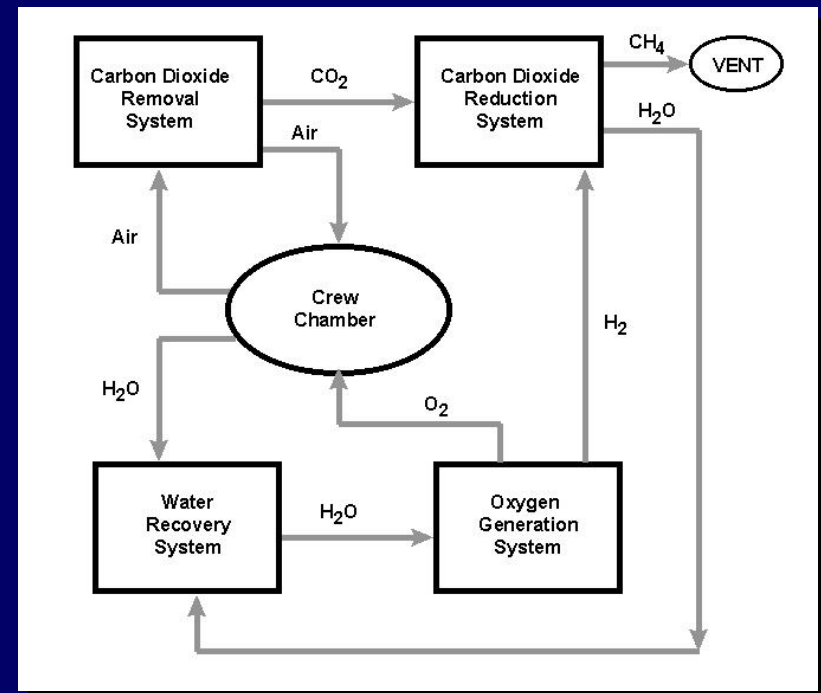 Carbon Dioxide
Removal
System
CO₂
Carbon Dioxide
Reduction
System
CH₄
VENT
H₂O
Air
Air
Crew
Chamber
H₂
H₂O
O₂
Water
Recovery
System
H₂O
Oxygen
Generation
System